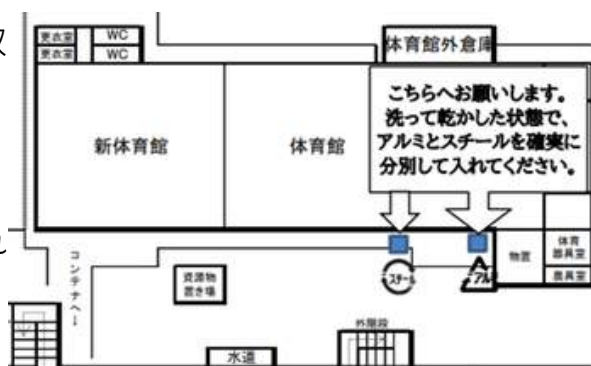 更衣室
WC
更衣室
WC
体育館外倉庫
こちらへお願いします。
洗って乾かした状態で、
アルミとスチールを確実に
分別して入れてください。
新体育館
体育館
コンテナへ→
資源物
置き場
スチール
アルミ
物置
体育
器具室
農具室
外階段
水道